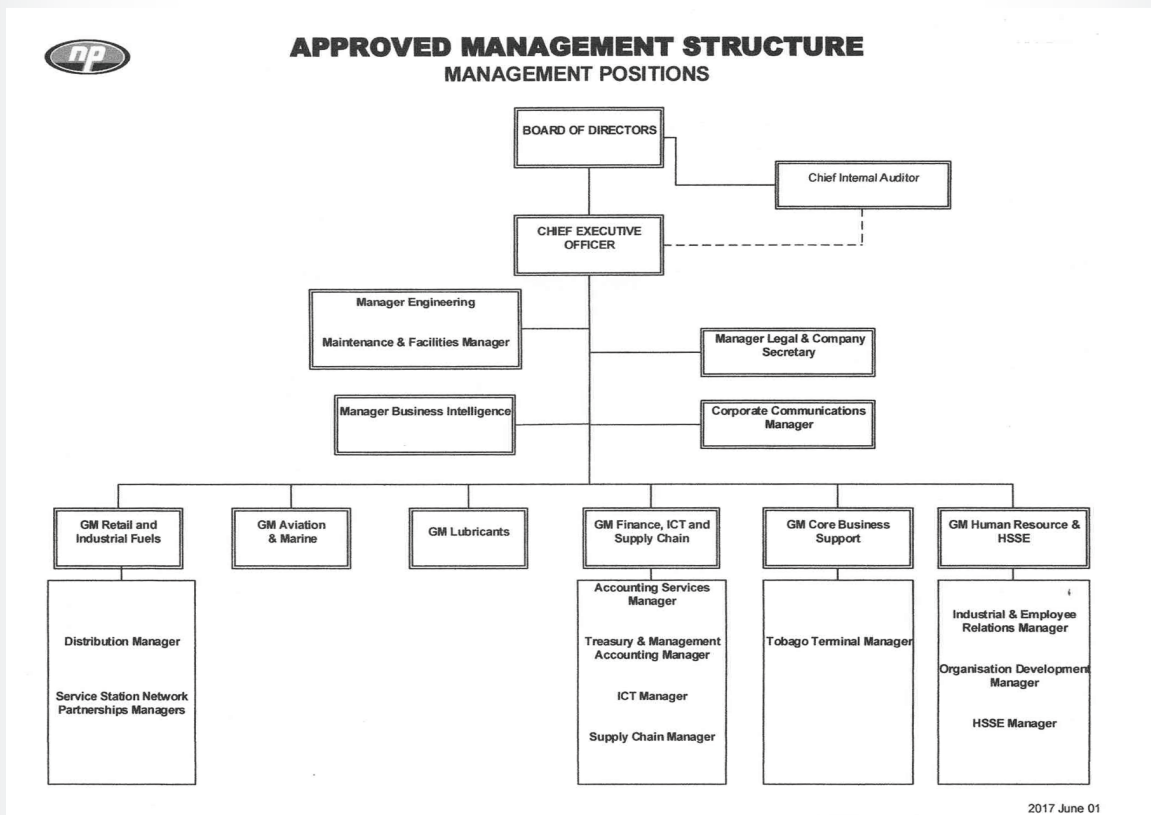 np
APPROVED MANAGEMENT STRUCTURE
MANAGEMENT POSITIONS
BOARD OF DIRECTORS
Chief Internal Auditor
CHIEF EXECUTIVE
OFFICER
Manager Engineering
Maintenance & Facilities Manager
Manager Legal & Company
Secretary
Manager Business Intelligence
Corporate Communications
Manager
GM Retail and
Industrial Fuels
GM Aviation
& Marine
GM Lubricants
GM Finance, ICT and
Supply Chain
GM Core Business
Support
GM Human Resource &
HSSE
Distribution Manager
Service Station Network
Partnerships Managers
Accounting Services
Manager
Treasury & Management
Accounting Manager
ICT Manager
Supply Chain Manager
Tobago Terminal Manager
Industrial & Employee
Relations Manager
Organisation Development
Manager
HSSE Manager
2017 June 01